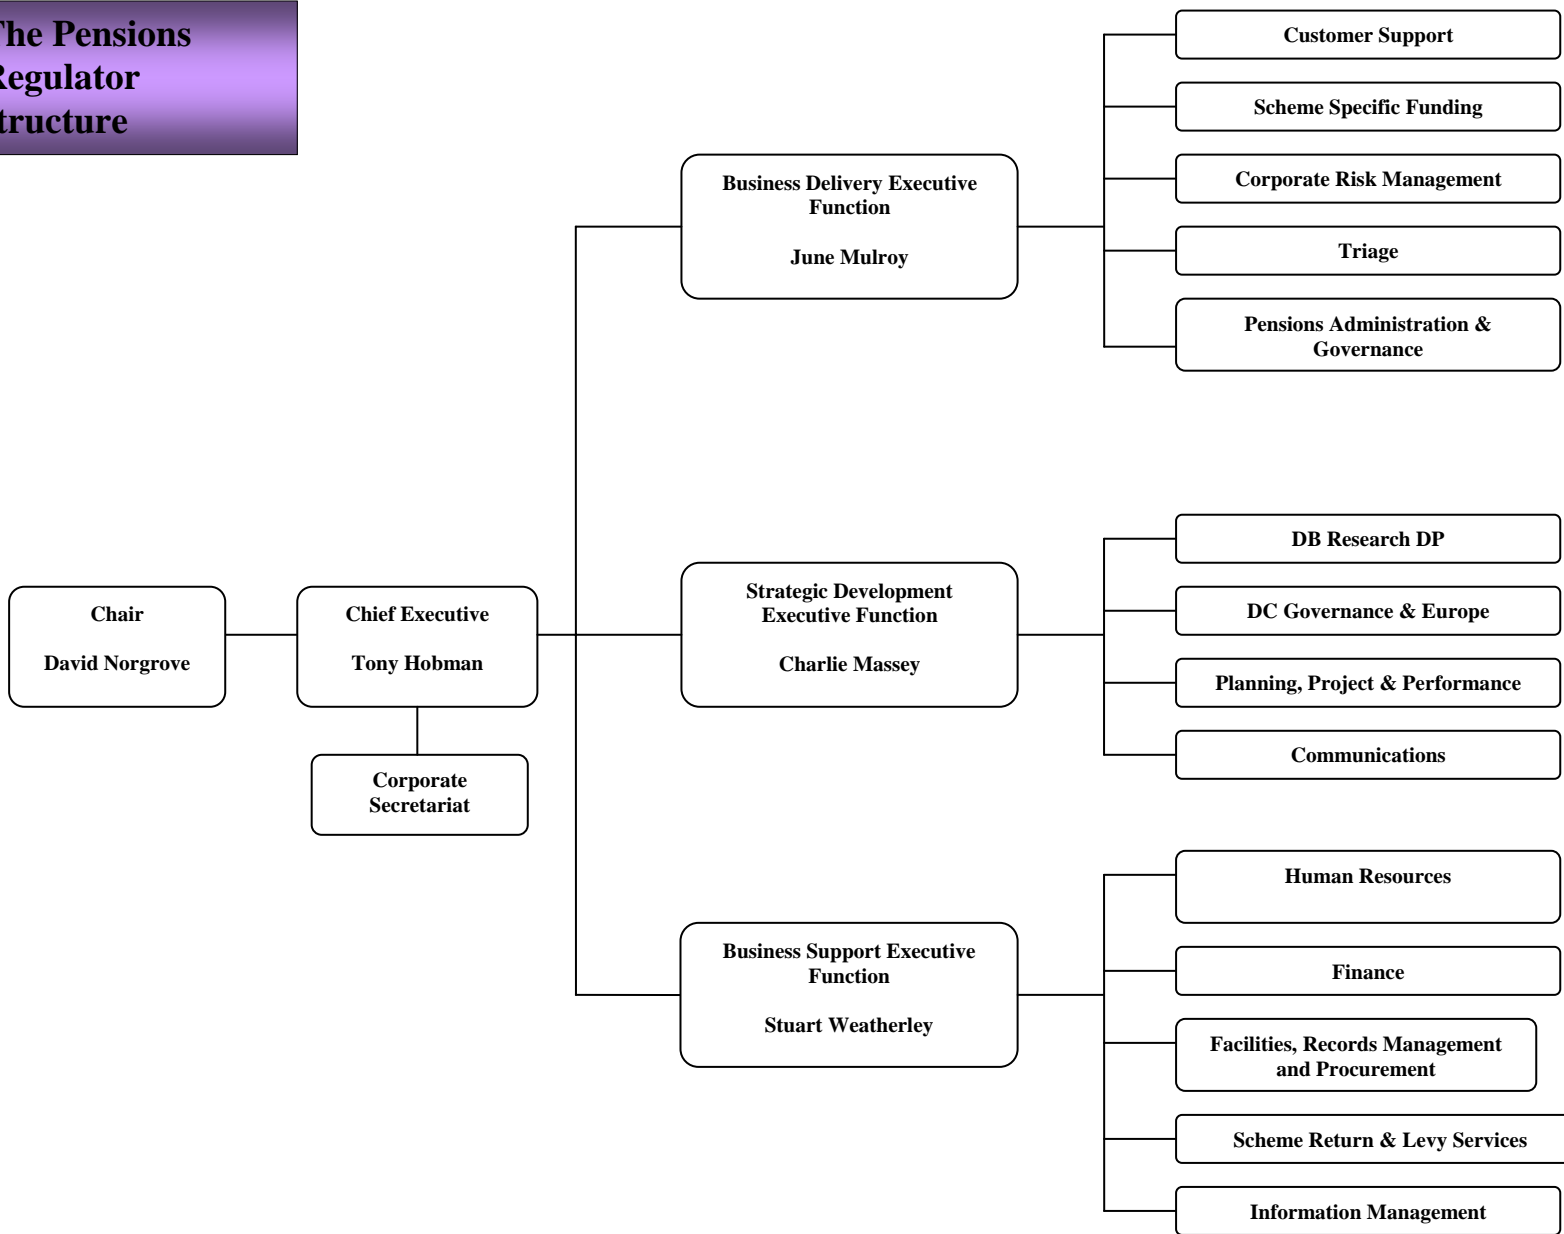 The Pensions
Regulator
Structure
Customer Support
Scheme Specific Funding
Corporate Risk Management
Triage
Pensions Administration &
Governance
Business Delivery Executive
Function
June Mulroy
DB Research DP
DC Governance & Europe
Planning, Project & Performance
Communications
Strategic Development
Executive Function
Charlie Massey
Chair
David Norgrove
Chief Executive
Tony Hobman
Corporate
Secretariat
Human Resources
Finance
Facilities, Records Management
and Procurement
Scheme Return & Levy Services
Information Management
Business Support Executive
Function
Stuart Weatherley